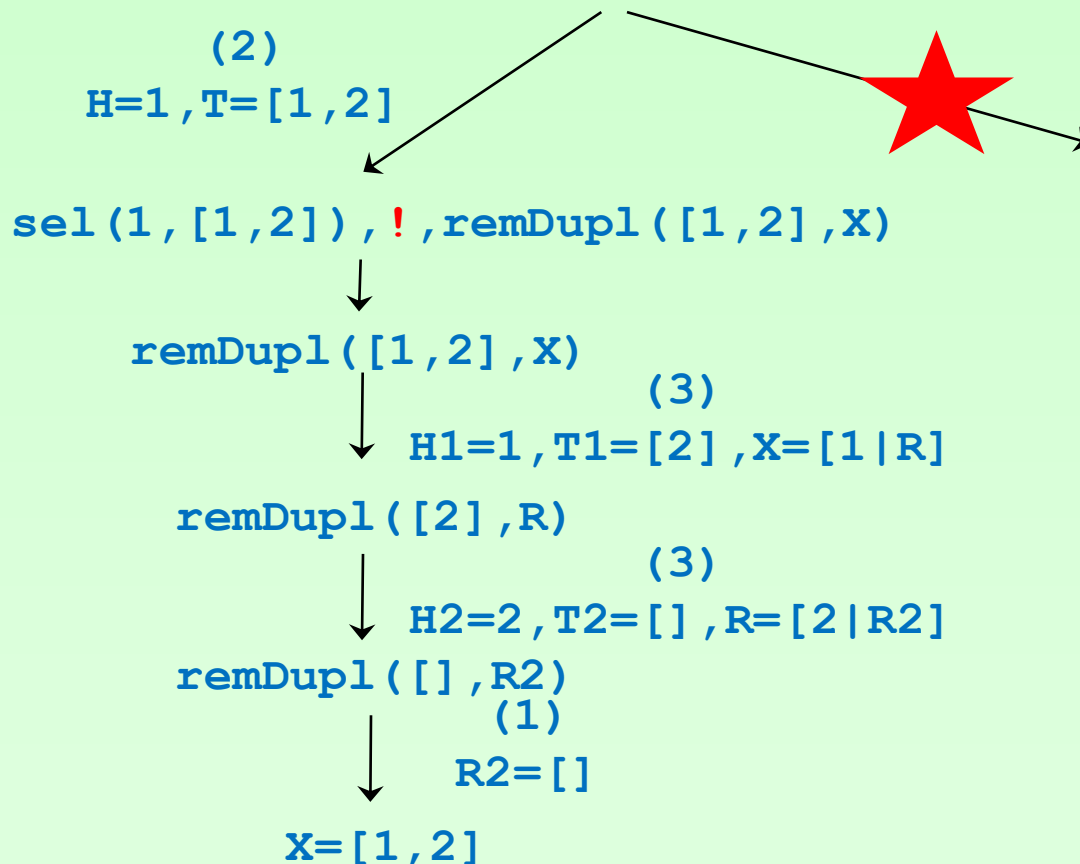 (2)
H=1,T=[1,2]
sel(1,[1,2]),!,remDupl([1,2],X)
remDupl([1,2],X)
(3)
H1=1,T1=[2],X=[1|R]
remDupl([2],R)
(3)
H2=2,T2=[],R=[2|R2]
remDupl([],R2)
(1)
R2=[]
X=[1,2]